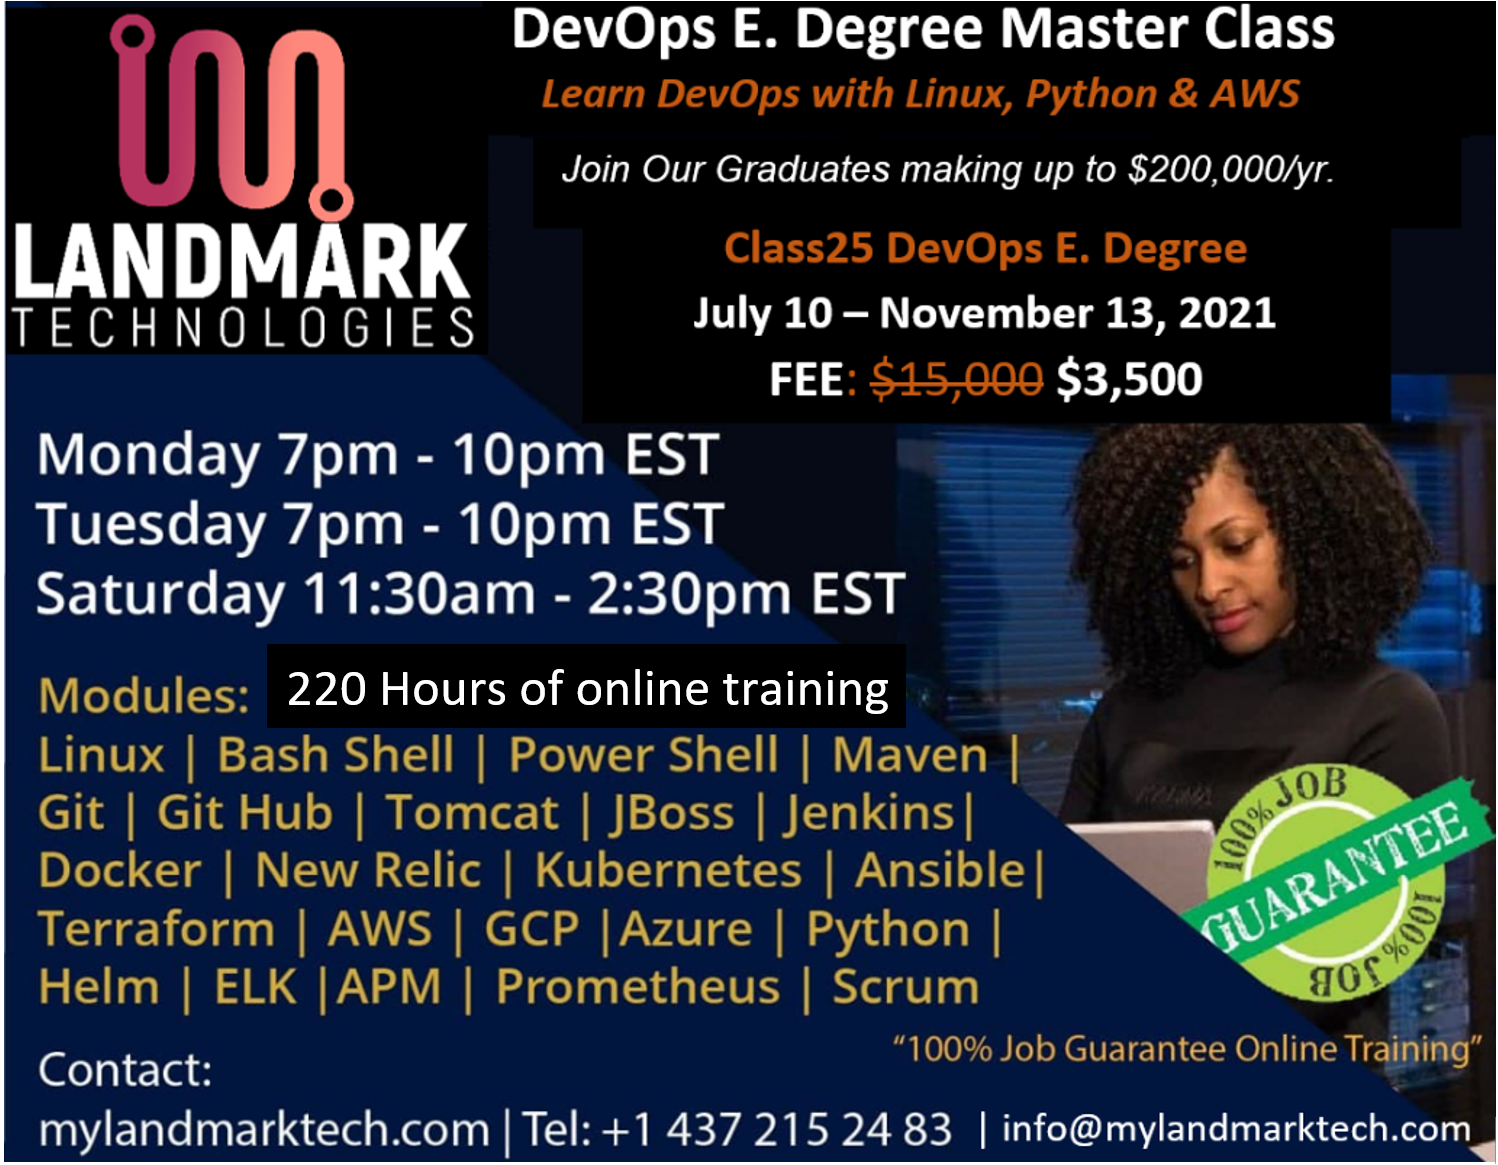 DevOps E. Degree Master Class
Learn DevOps with Linux, Python & AWS
Join Our Graduates making up to $200,000/yr.
LANDMARK
TECHNOLOGIES
Class25 DevOps E. Degree
July 10 – November 13, 2021
FEE: $15,000 $3,500
Monday 7pm - 10pm EST
Tuesday 7pm - 10pm EST
Saturday 11:30am - 2:30pm EST
Modules: 220 Hours of online training
Linux | Bash Shell | Power Shell | Maven |
Git | Git Hub | Tomcat | JBoss | Jenkins|
Docker | New Relic | Kubernetes | Ansible|
Terraform | AWS | GCP |Azure | Python |
Helm | ELK |APM | Prometheus | Scrum
100% JOB
GUARANTEE
100% JOB
“100% Job Guarantee Online Training”
Contact:
mylandmarktech.com | Tel: +1 437 215 24 83 | info@mylandmarktech.com